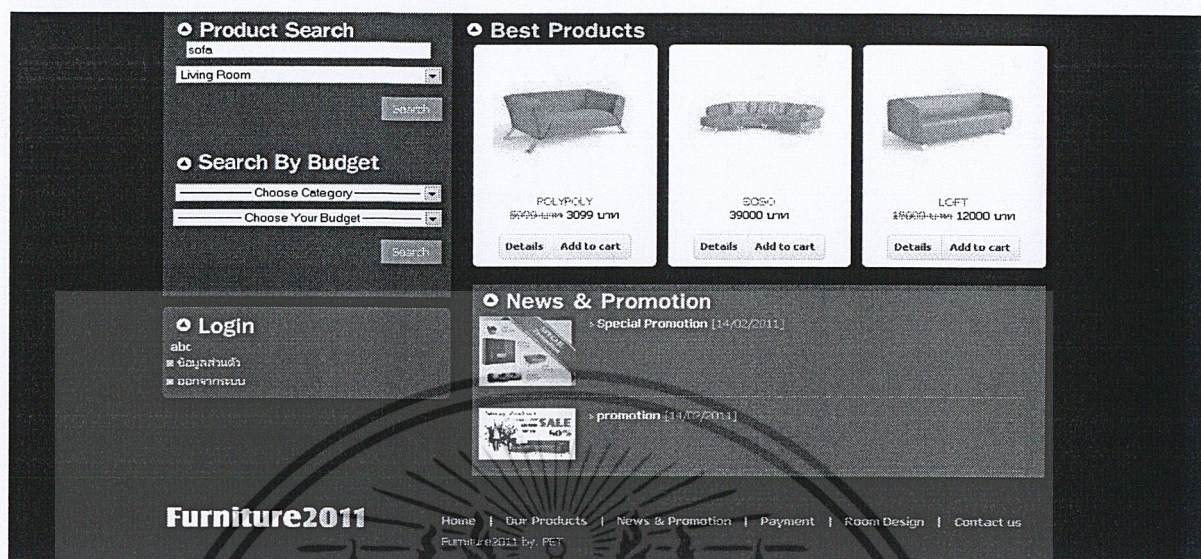 Product Search
sofa
Living Room
Search
Search By Budget
Choose Category
Choose Your Budget
Search
Login
abc
ข้อมูลส่วนตัว
ออกจากระบบ
Best Products
POLYPOLY
3099 บาท
Details Add to cart
39000 บาท
Details Add to cart
LOFT
12000 บาท
Details Add to cart
News & Promotion
› Special Promotion [14/02/2011]
› promotion [14/02/2011]
SALE
Furniture2011
Home | Our Products | News & Promotion | Payment | Room Design | Contact us
Furniture2011 by. PET